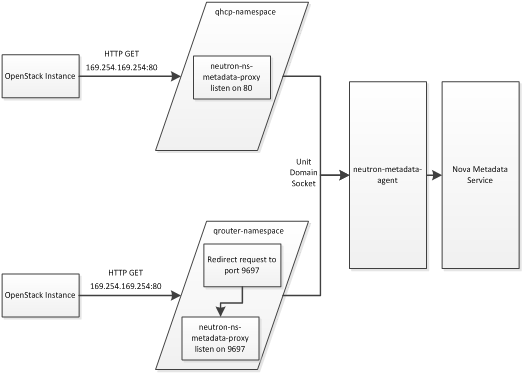 qhcp-namespace
HTTP GET
169.254.169.254:80
OpenStack Instance
neutron-ns-
metadata-proxy
listen on 80
Unit
Domain
Socket
neutron-metadata-
agent
Nova Metadata
Service
qrouter-namespace
Redirect request to
port 9697
HTTP GET
169.254.169.254:80
OpenStack Instance
neutron-ns-
metadata-proxy
listen on 9697